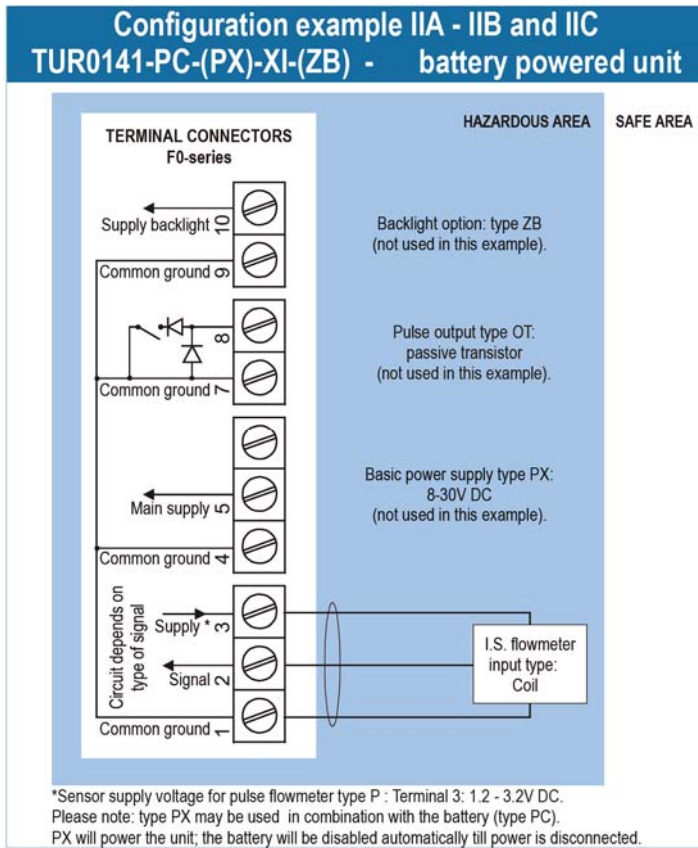 Configuration example IIA - IIB and IIC
TUR0141-PC-(PX)-XI-(ZB) - battery powered unit
HAZARDOUS AREA
SAFE AREA
TERMINAL CONNECTORS
F0-series
Supply backlight 10
Common ground 9
Backlight option: type ZB
(not used in this example).
8
Common ground 7
Pulse output type OT:
passive transistor
(not used in this example).
Main supply 5
Common ground 4
Basic power supply type PX:
8-30V DC
(not used in this example).
Circuit depends on
type of signal
Supply * 3
Signal 2
Common ground 1
I.S. flowmeter
input type:
Coil
*Sensor supply voltage for pulse flowmeter type P : Terminal 3: 1.2 - 3.2V DC.
Please note: type PX may be used in combination with the battery (type PC).
PX will power the unit; the battery will be disabled automatically till power is disconnected.